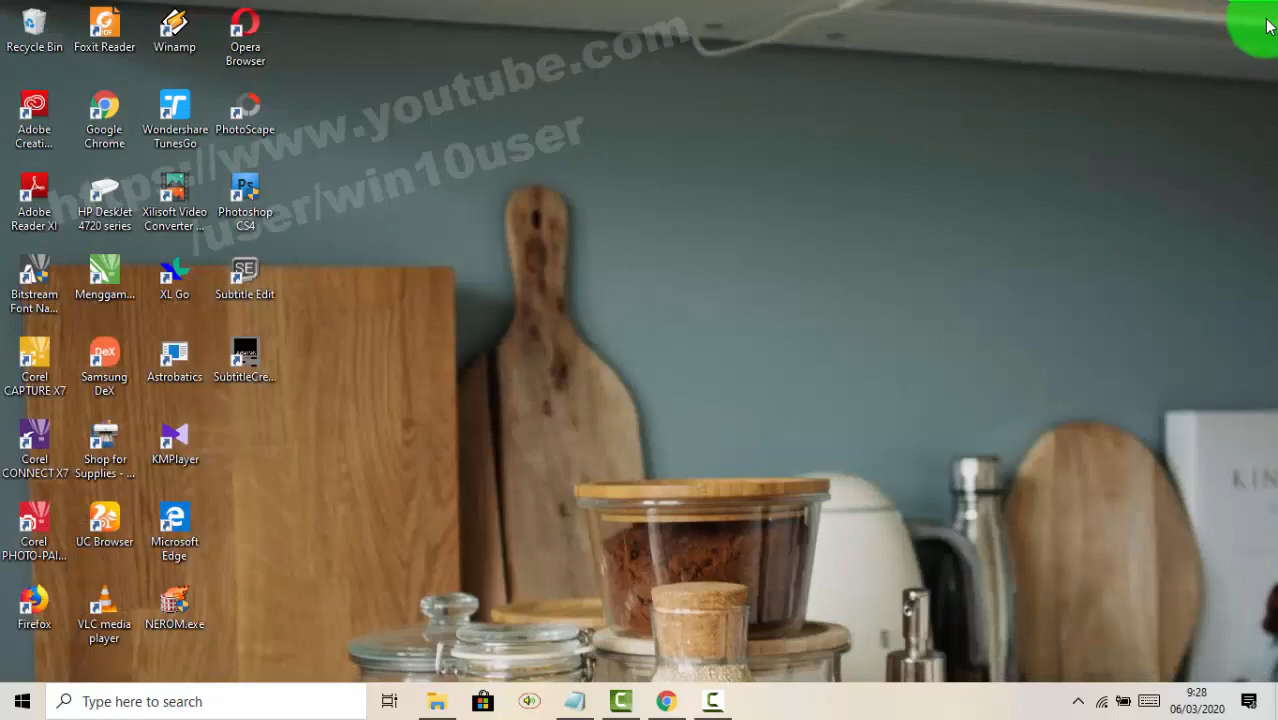 Recycle Bin
Foxit Reader
Winamp
Opera
Browser
https://www.youtube.com
/user/win10user
Adobe
Creati...
Google
Chrome
Wondershare
TunesGo
PhotoScape
Adobe
Reader XI
HP DeskJet
4720 series
Xilisoft Video
Converter ...
Ps
Photoshop
CS4
Bitstream
Font Na...
Menggam...
XL Go
SE
Subtitle Edit
Corel
CAPTURE X7
DeX
Samsung
DeX
Astrobatics
SubtitleCre...
Corel
CONNECT X7
Shop for
Supplies - ...
KMPlayer
Corel
PHOTO-PAI...
UC Browser
Microsoft
Edge
Firefox
VLC media
player
NEROM.exe
KIN
Type here to search
9:28
06/03/2020